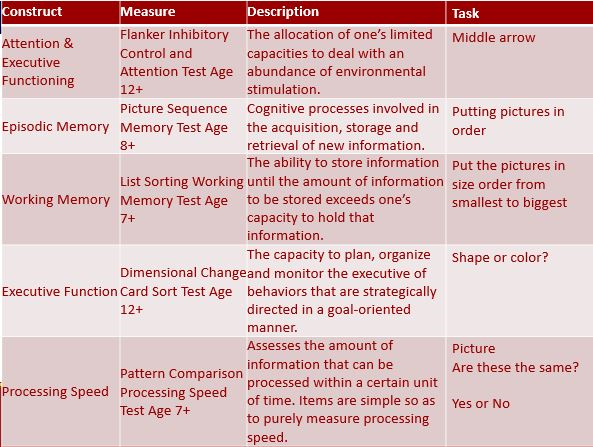 Construct Measure Description Task
Attention &
Executive
Functioning
Flanker Inhibitory
Control and
Attention Test Age
12+
The allocation of one's limited
capacities to deal with an
abundance of environmental
stimulation.
Middle arrow
Episodic Memory
Picture Sequence
Memory Test Age
8+
Cognitive processes involved in
the acquisition, storage and
retrieval of new information.
Putting pictures in
order
Working Memory
List Sorting Working
Memory Test Age
7+
The ability to store information
until the amount of information
to be stored exceeds one's
capacity to hold that
information.
Put the pictures in
size order from
smallest to biggest
Executive Function
Dimensional Change
Card Sort Test Age
12+
The capacity to plan, organize
and monitor the executive of
behaviors that are strategically
directed in a goal-oriented
manner.
Shape or color?
Processing Speed
Pattern Comparison
Processing Speed
Test Age 7+
Assesses the amount of
information that can be
processed within a certain unit
of time. Items are simple so as
to purely measure processing
speed.
Picture
Are these the same?
Yes or No